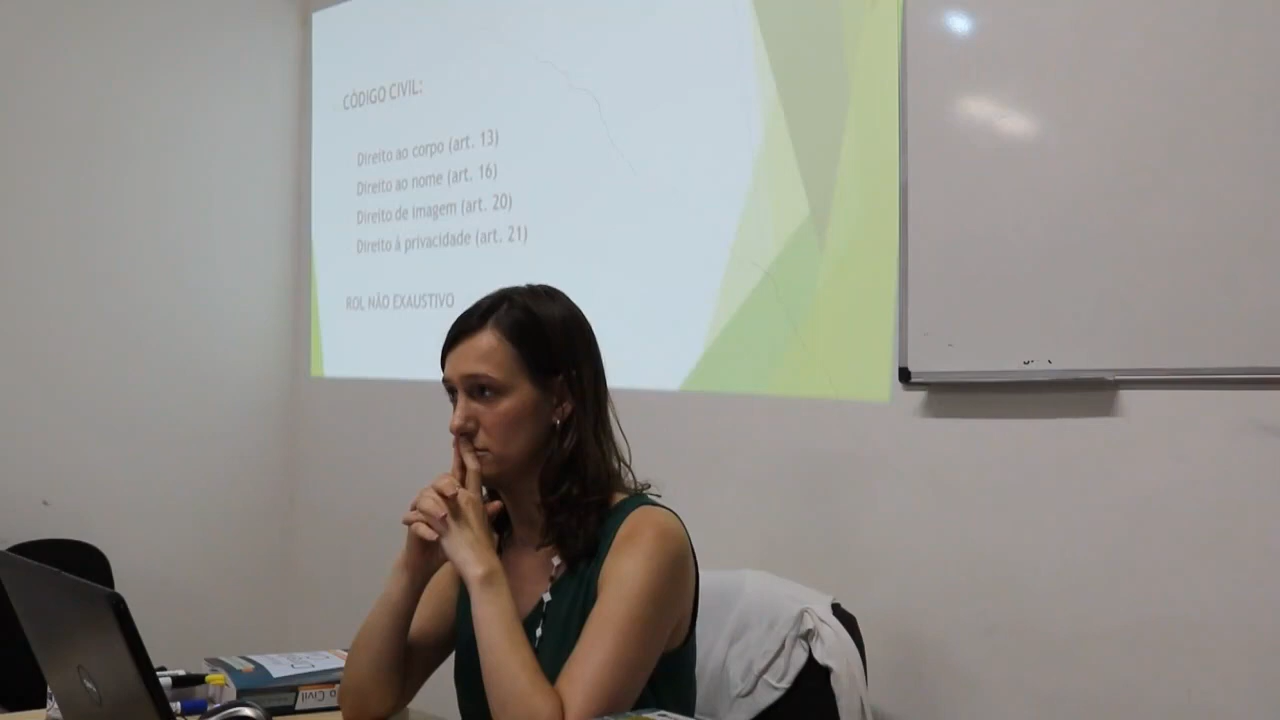 CÓDIGO CIVIL:
Direito ao corpo (art. 13)
Direito ao nome (art. 16)
Direito de imagem (art. 20)
Direito à privacidade (art. 21)
ROL NÃO EXAUSTIVO
o Civil